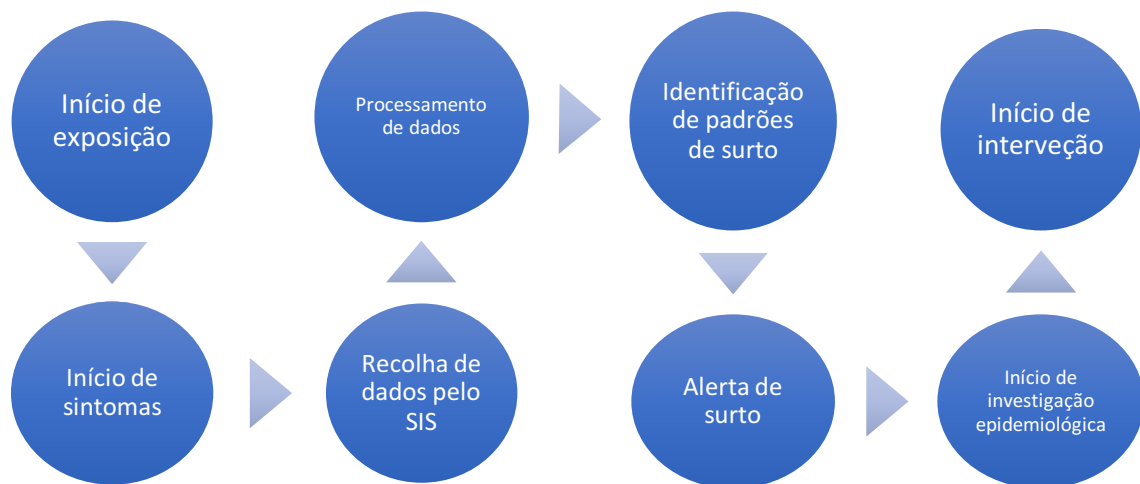 Início de
exposição
Início de
sintomas
Recolha de
dados pelo
SIS
Processamento
de dados
Identificação
de padrões
de surto
Alerta de
surto
Início de
investigação
epidemiológica
Início de
interveção